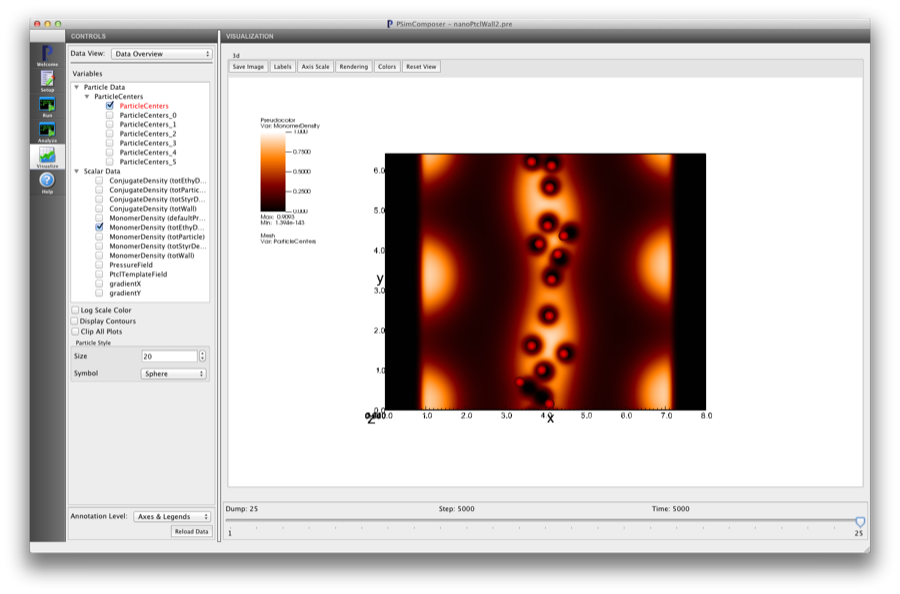 PSimComposer - nanoPtclWall2.pre
CONTROLS
VISUALIZATION
Welcome
Setup
Run
Analyze
Visualize
Help
Data View: Data Overview
Variables
Particle Data
ParticleCenters
ParticleCenters
ParticleCenters_0
ParticleCenters_1
ParticleCenters_2
ParticleCenters_3
ParticleCenters_4
ParticleCenters_5
Scalar Data
ConjugateDensity (totEthyD...
ConjugateDensity (totPartic...
ConjugateDensity (totStyrD...
ConjugateDensity (totWall)
MonomerDensity (defaultPr...
MonomerDensity (totEthyD...
MonomerDensity (totParticle)
MonomerDensity (totStyrDe...
MonomerDensity (totWall)
PressureField
PtclTemplateField
gradientX
gradientY
Log Scale Color
Display Contours
Clip All Plots
Particle Style
Size 20
Symbol Sphere
Annotation Level: Axes & Legends
Reload Data
3d
Save Image Labels Axis Scale Rendering Colors Reset View
Pseudocolor
Var: MonomerDensity
1.000
0.7500
0.5000
0.2500
0.000
Max: 0.9093
Min: 1.394e-143
Mesh
Var: ParticleCenters
6.0
5.0
4.0
y
3.0
2.0
1.0
0.0
1.0 2.0 3.0 4.0 5.0 6.0 7.0 8.0
Z
X
Dump: 25 Step: 5000 Time: 5000
1 25